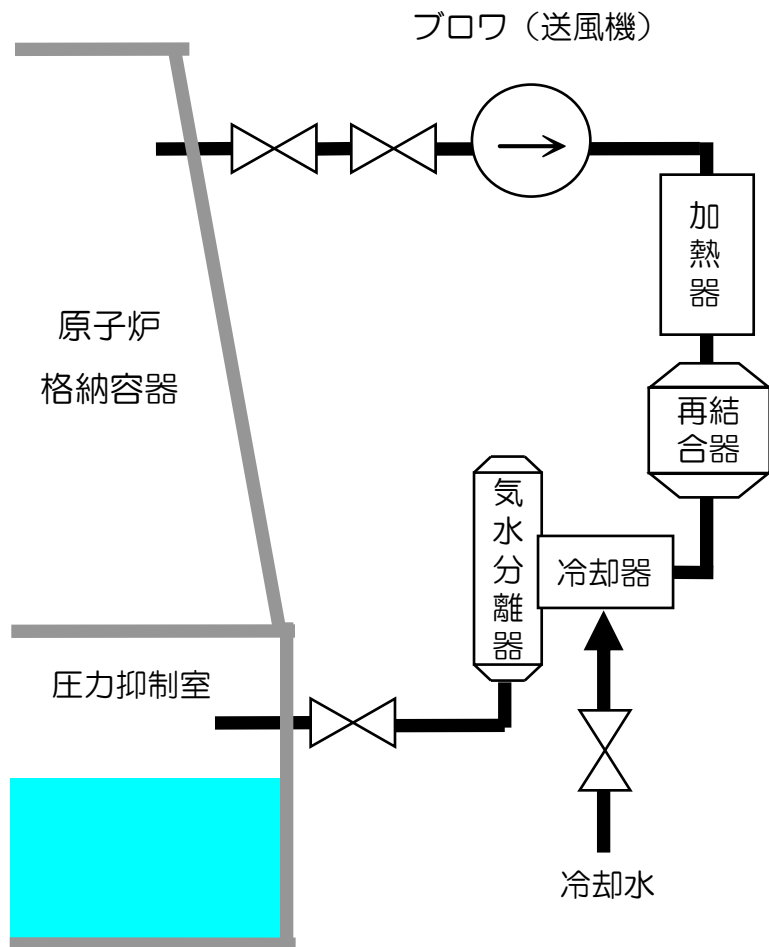 ブロワ（送風機）
加熱器
原子炉
格納容器
再結
合器
気水分離器
冷却器
圧力抑制室
冷却水